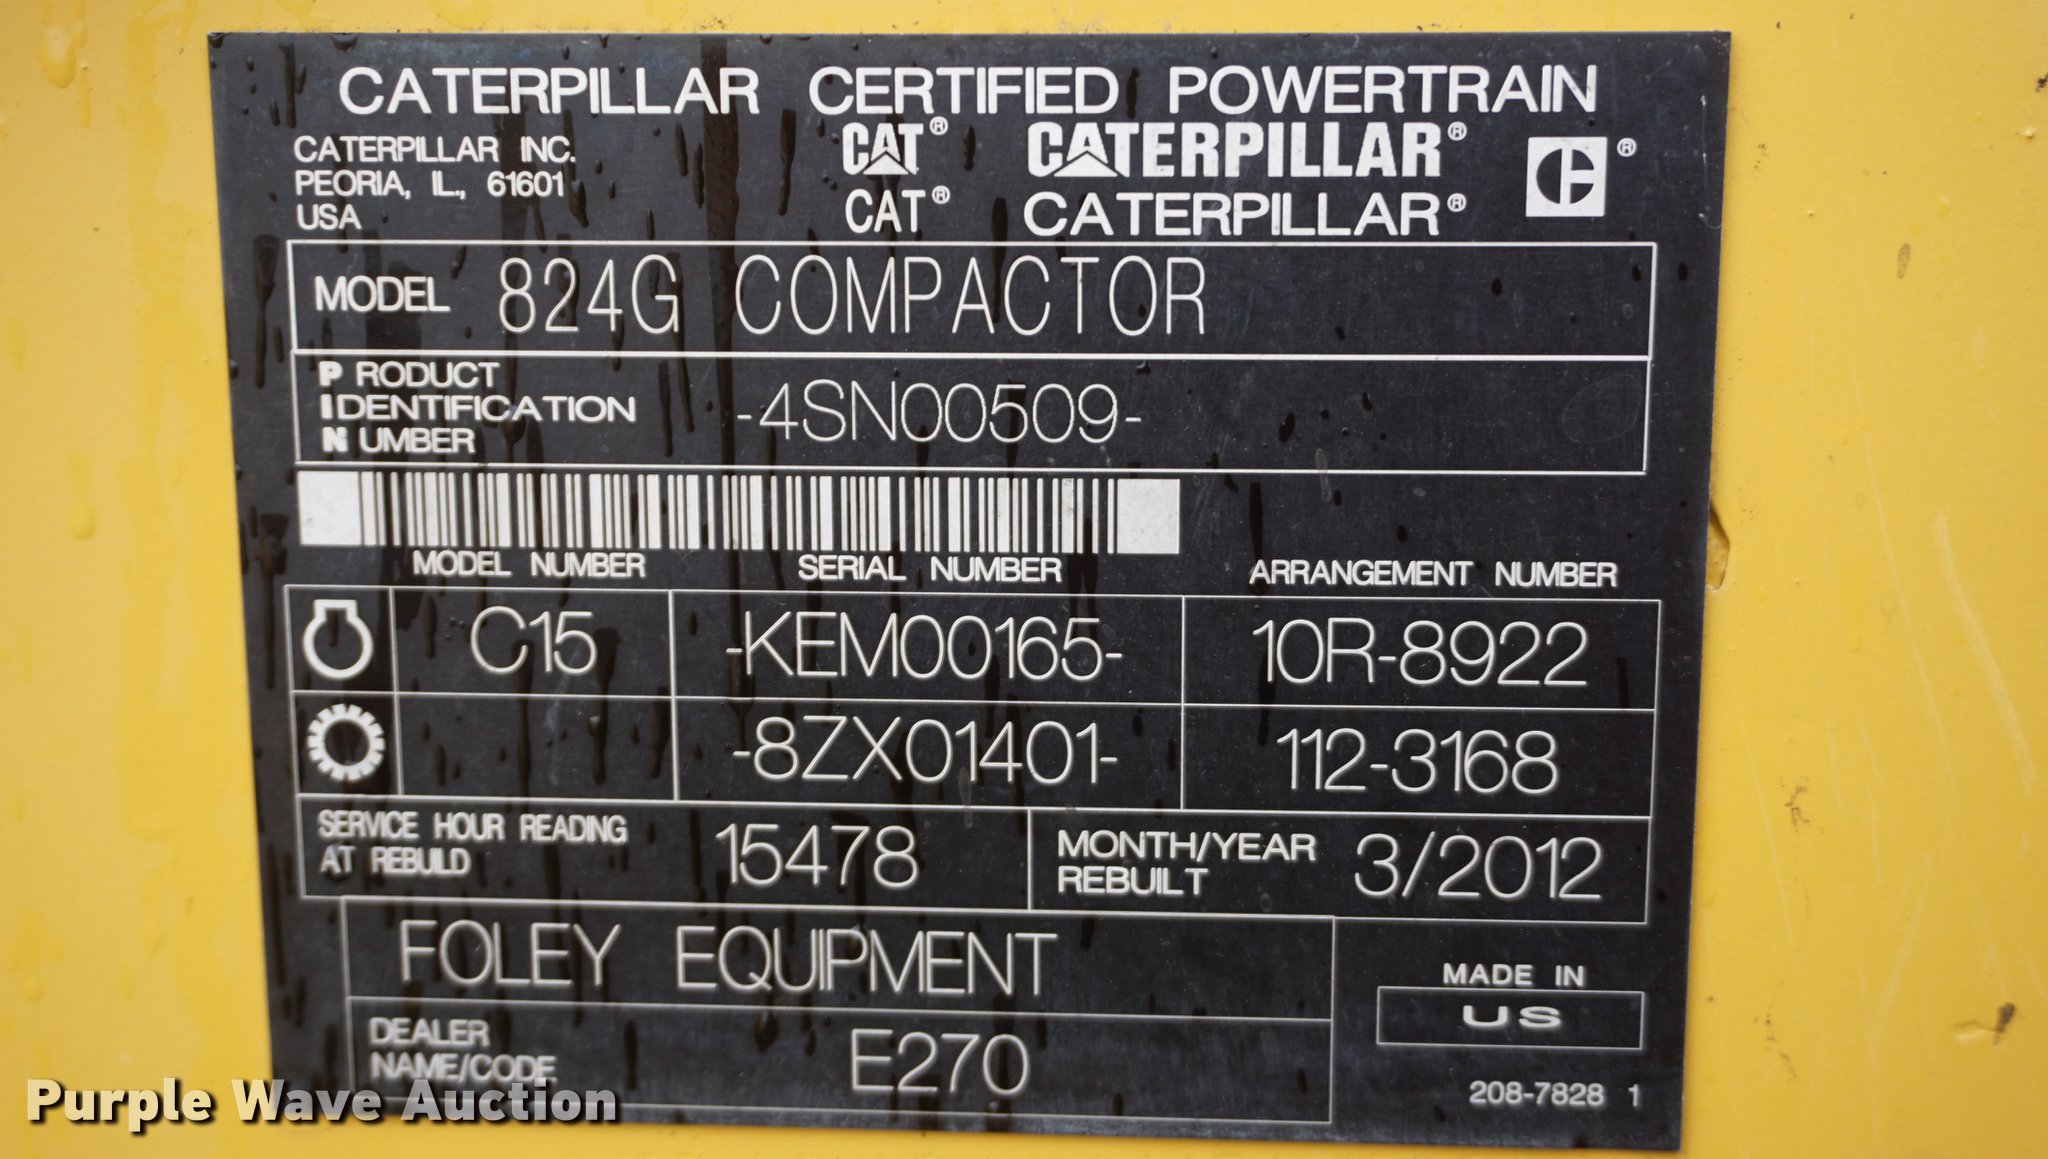 CATERPILLAR CERTIFIED POWERTRAIN
CATERPILLAR INC.
PEORIA, IL., 61601
USA
CAT® CATERPILLAR®
CAT® CATERPILLAR®
®
MODEL 824G COMPACTOR
PRODUCT
IDENTIFICATION
NUMBER
-4SN00509-
MODEL NUMBER SERIAL NUMBER ARRANGEMENT NUMBER
C15 -KEM00165- 10R-8922
-8ZX01401- 112-3168
SERVICE HOUR READING
AT REBUILD
15478
MONTH/YEAR
REBUILT
3/2012
FOLEY EQUIPMENT
DEALER
NAME/CODE
E270
MADE IN
US
208-7828 1
Purple Wave Auction